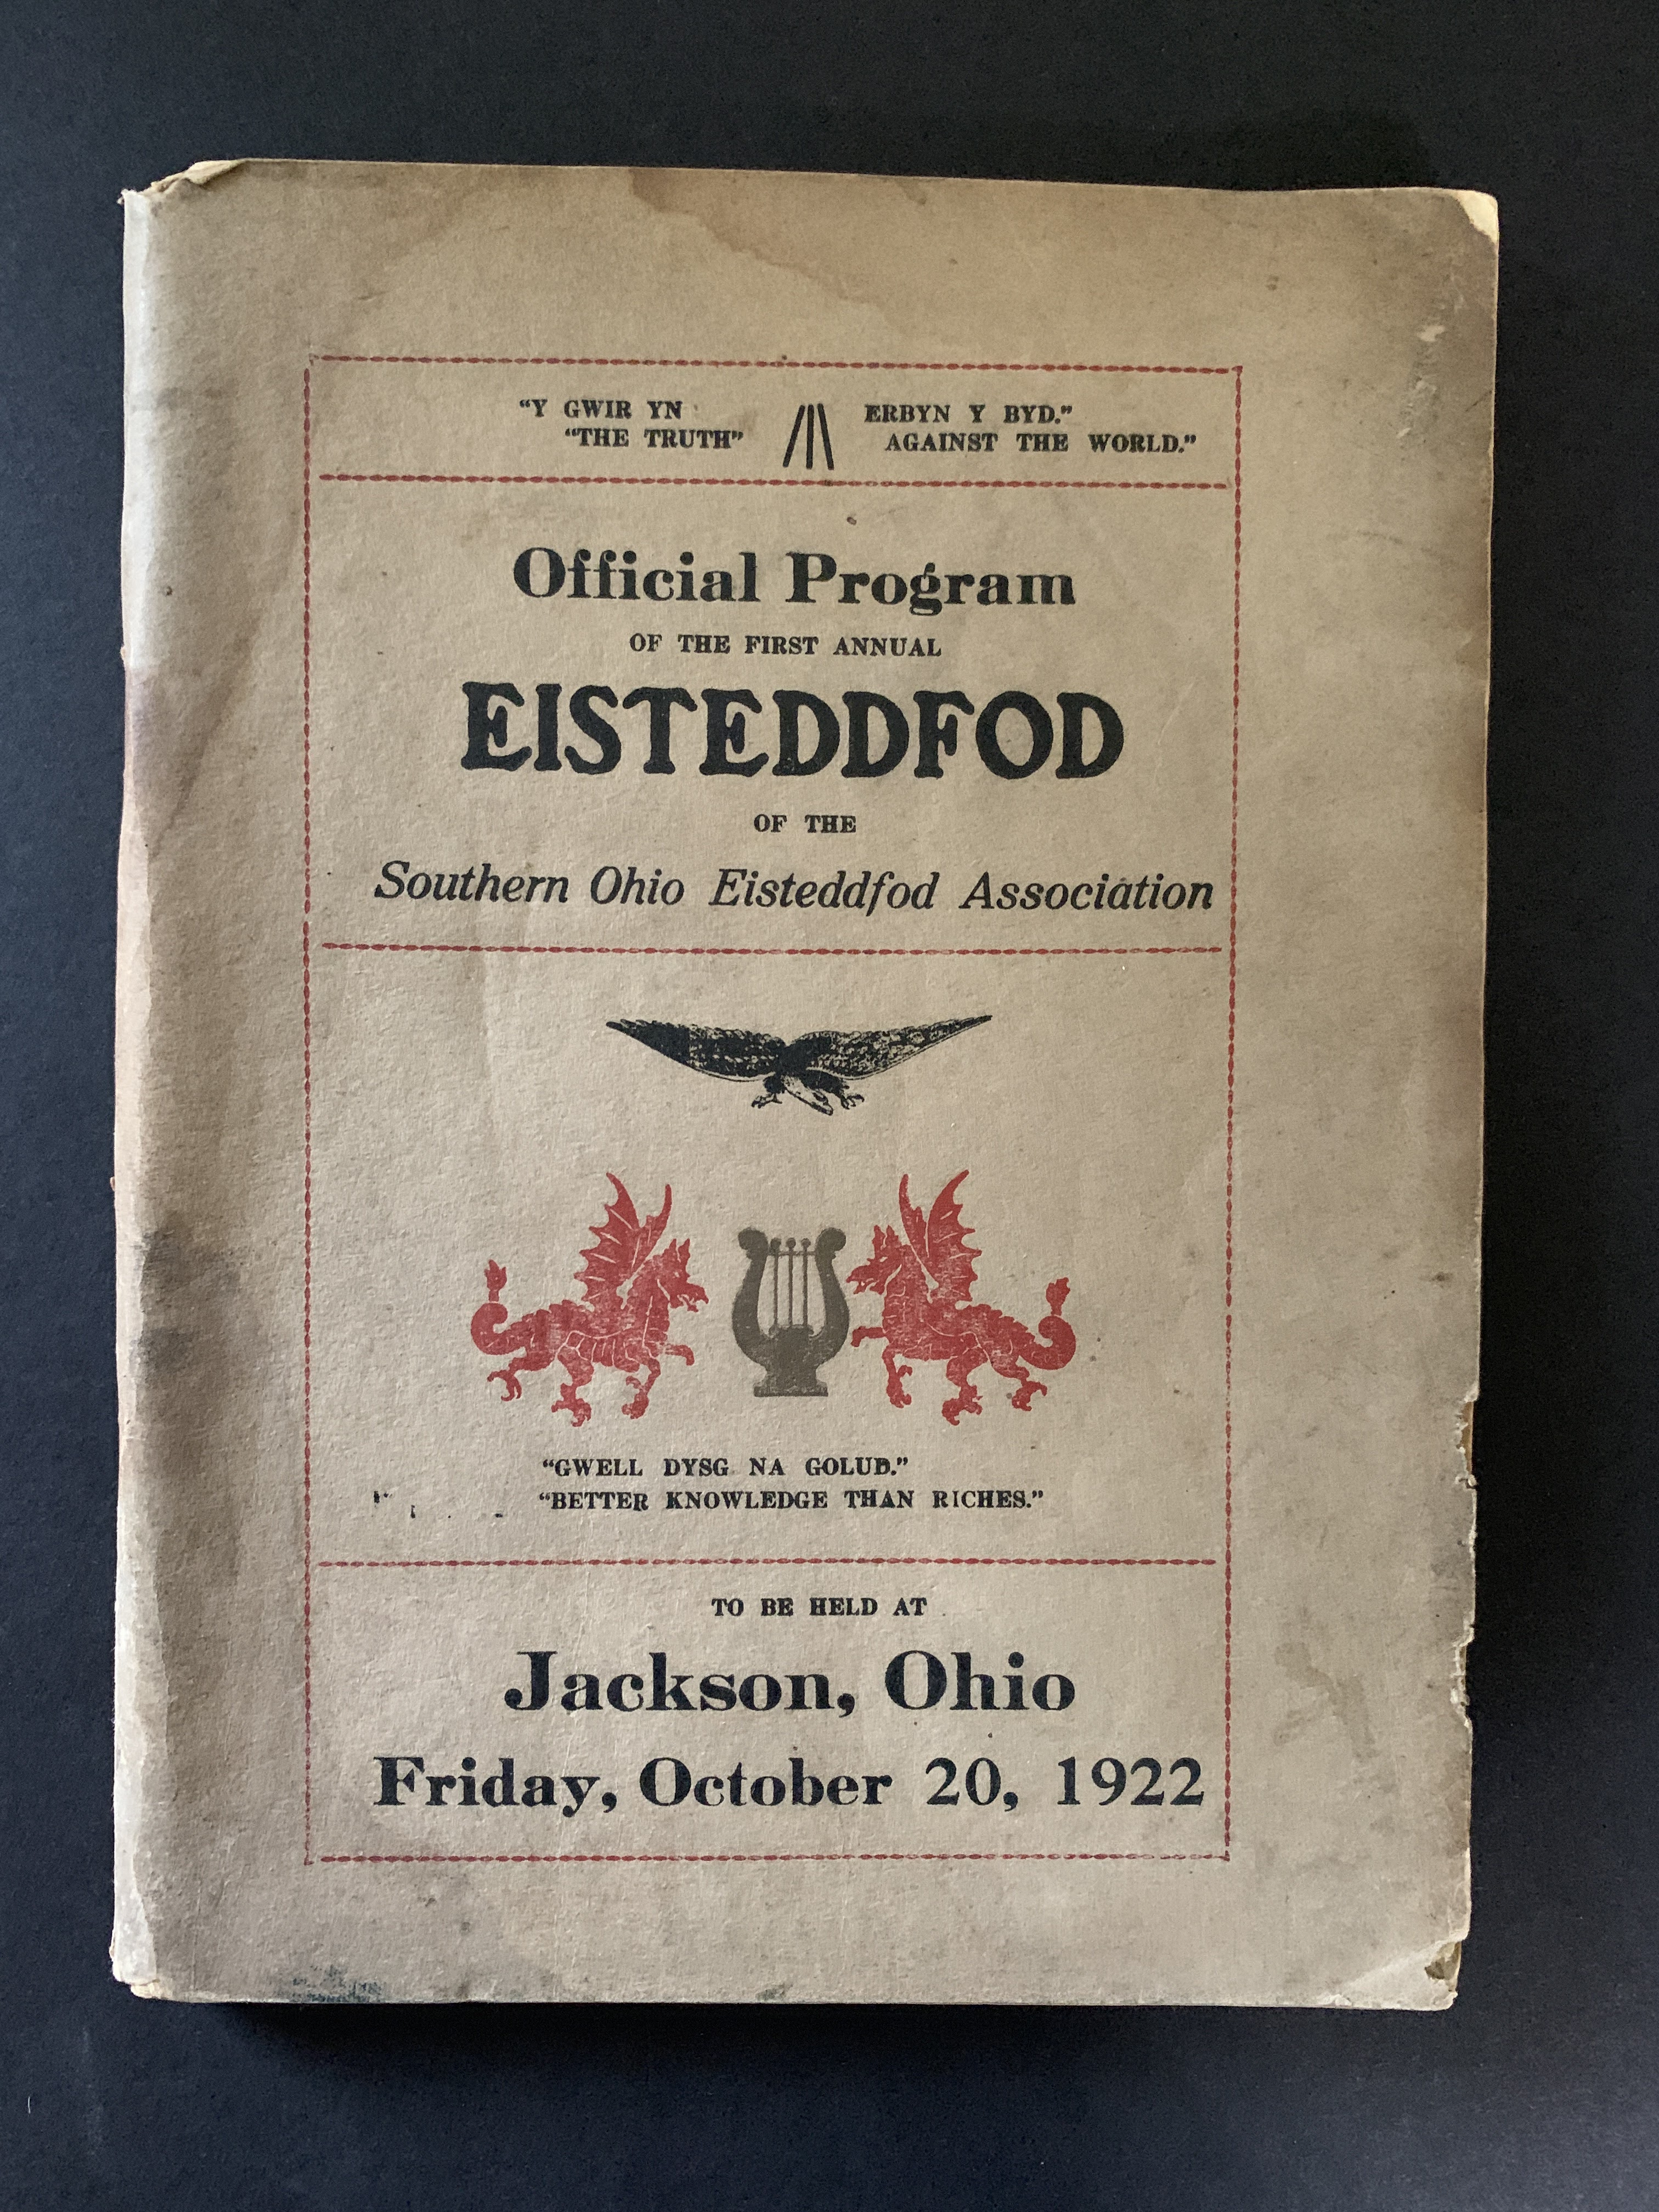 "Y GWIR YN ERBYN Y BYD."
"THE TRUTH" AGAINST THE WORLD."
Official Program
OF THE FIRST ANNUAL
EISTEDDFOD
OF THE
Southern Ohio Eisteddfod Association
"GWELL DYSG NA GOLUD."
"BETTER KNOWLEDGE THAN RICHES."
TO BE HELD AT
Jackson, Ohio
Friday, October 20, 1922